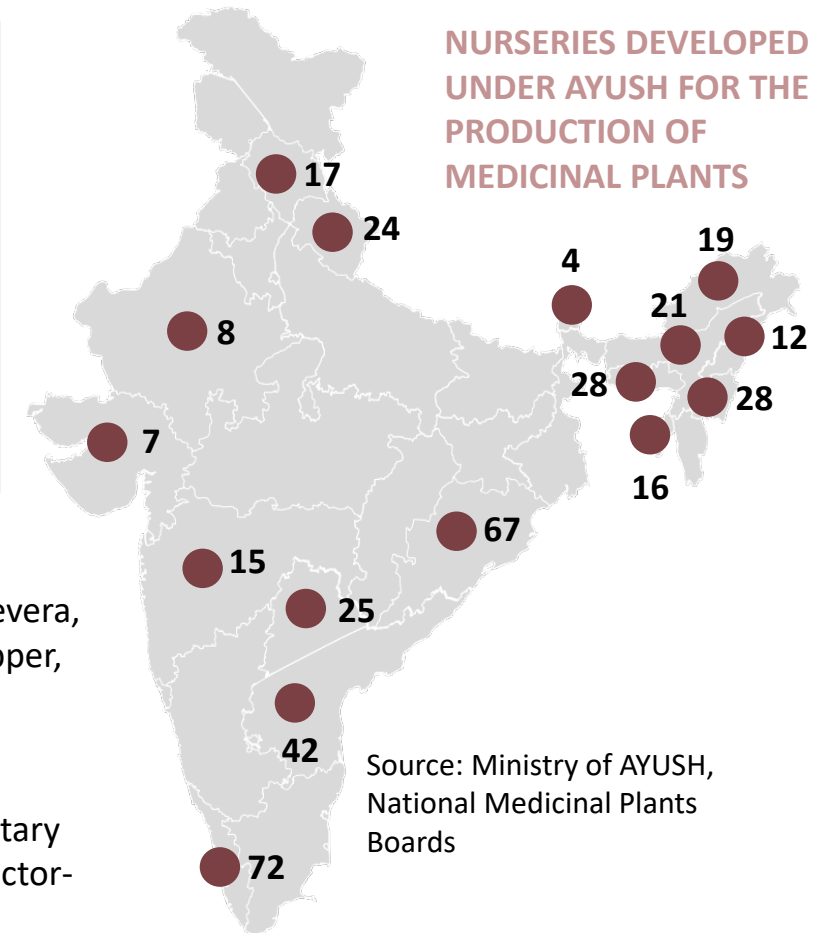 NURSERIES DEVELOPED
UNDER AYUSH FOR THE
PRODUCTION OF
MEDICINAL PLANTS
17
24
19
4
21
8
12
28
28
7
16
67
15
25
42
72
Source: Ministry of AYUSH,
National Medicinal Plants
Boards